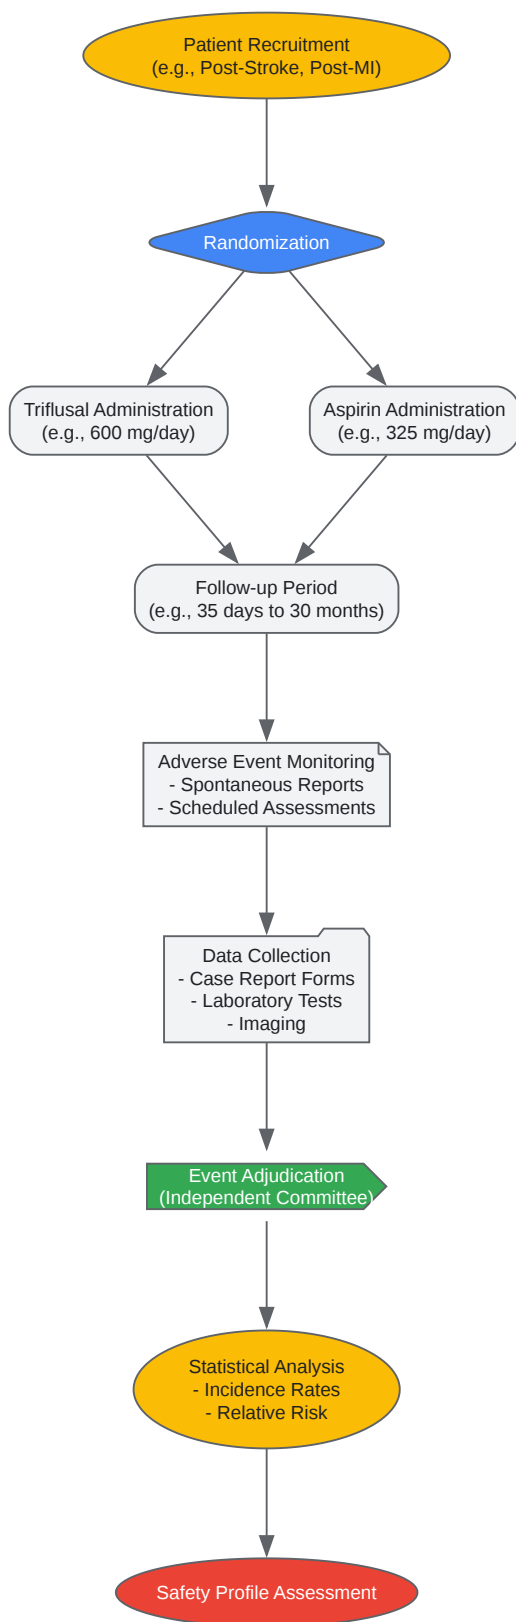 Patient Recruitment
(e.g., Post-Stroke, Post-MI)
Randomization
Triflusal Administration
(e.g., 600 mg/day)
Aspirin Administration
(e.g., 325 mg/day)
Follow-up Period
(e.g., 35 days to 30 months)
Adverse Event Monitoring
- Spontaneous Reports
- Scheduled Assessments
Data Collection
- Case Report Forms
- Laboratory Tests
- Imaging
Event Adjudication
(Independent Committee)
Statistical Analysis
- Incidence Rates
- Relative Risk
Safety Profile Assessment